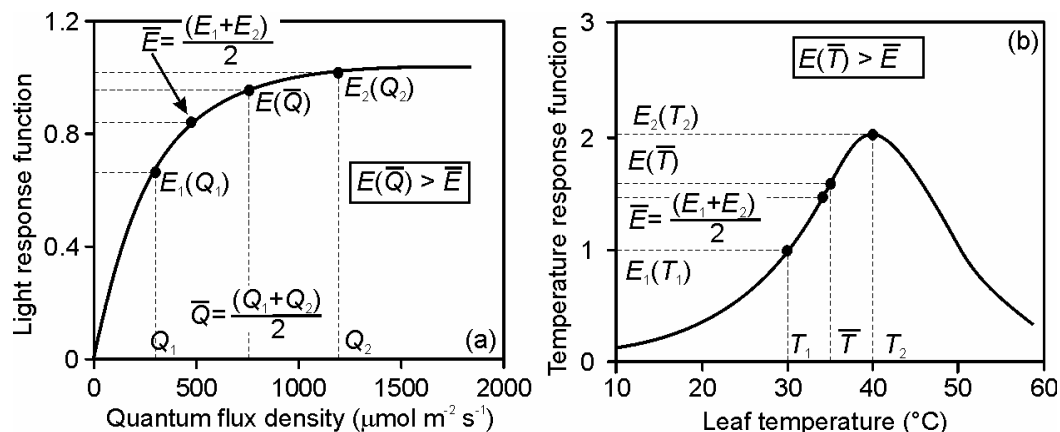 1.2
0.8
0.4
0
Light response function
E̅ = (E₁+E₂)
2
E₂(Q₂)
E(Q̅)
E₁(Q₁)
E(Q̅) > E̅
Q̅ = (Q₁+Q₂)
2
Q₁
Q₂
(a)
0 500 1000 1500 2000
Quantum flux density (μmol m⁻² s⁻¹)
3
2
1
0
Temperature response function
(b)
E(T̅) > E̅
E₂(T₂)
E(T̅)
E̅ = (E₁+E₂)
2
E₁(T₁)
T₁ T̅ T₂
10 20 30 40 50 60
Leaf temperature (°C)